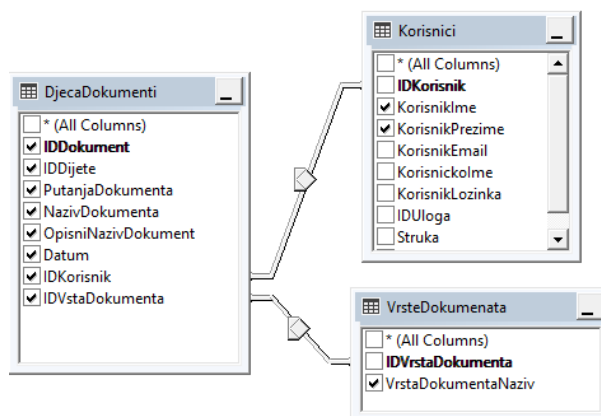 DjecaDokumenti
* (All Columns)
IDDokument
IDDijete
PutanjaDokumenta
NazivDokumenta
OpisniNazivDokument
Datum
IDKorisnik
IDVstaDokumenta
Korisnici
* (All Columns)
IDKorisnik
KorisnikIme
KorisnikPrezime
KorisnikEmail
KorisnickoIme
KorisnikLozinka
IDUloga
Struka
VrsteDokumenata
* (All Columns)
IDVrstaDokumenta
VrstaDokumentaNaziv